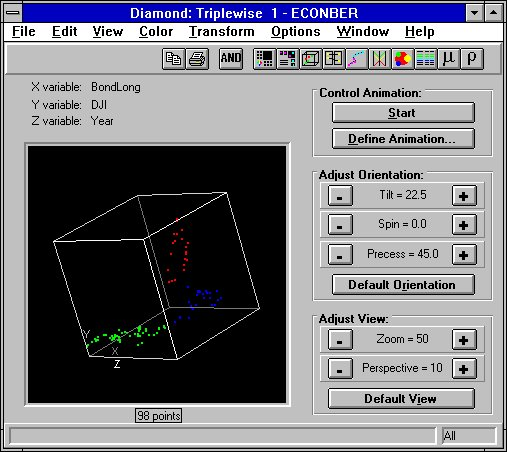 Diamond: Triplewise 1 - ECONBER
File Edit View Color Transform Options Window Help
AND μ ρ
X variable: BondLong
Y variable: DJI
Z variable: Year
Y
X
Z
98 points
Control Animation:
Start
Define Animation...
Adjust Orientation:
- Tilt = 22.5 +
- Spin = 0.0 +
- Precess = 45.0 +
Default Orientation
Adjust View:
- Zoom = 50 +
- Perspective = 10 +
Default View
All